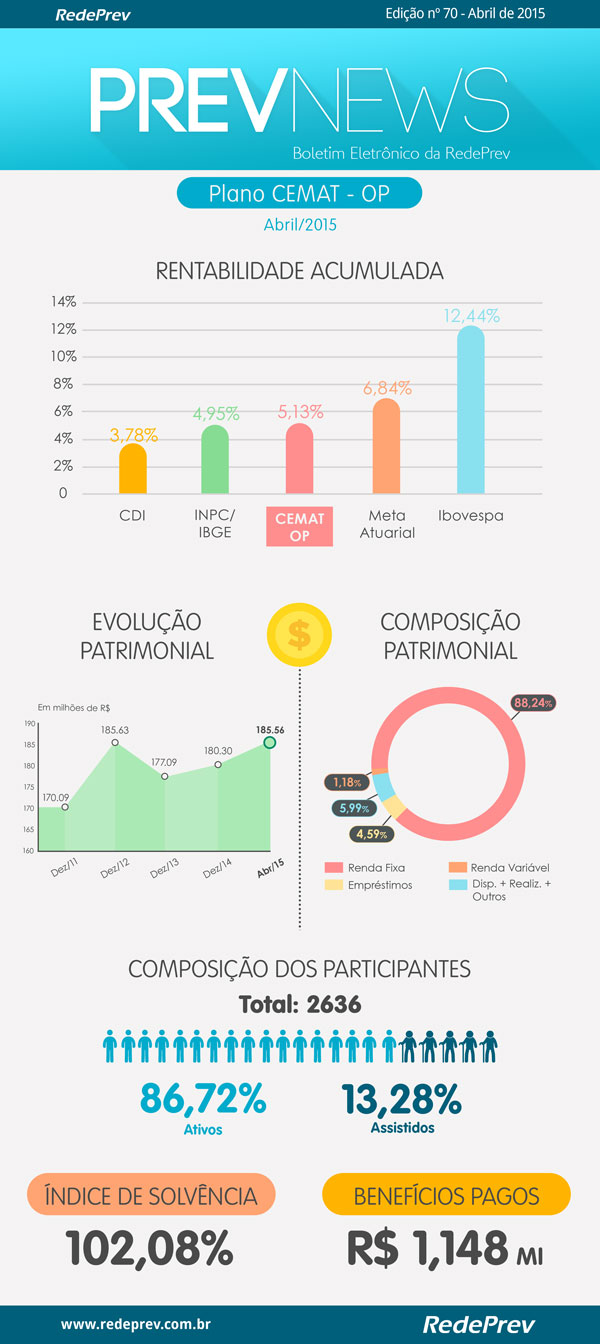 RedePrev
Edição nº 70 - Abril de 2015
PREVNEWS
Boletim Eletrônico da RedePrev
Plano CEMAT - OP
Abril/2015
RENTABILIDADE ACUMULADA
14%
12%
10%
8%
6%
4%
2%
0
3,78%
4,95%
5,13%
6,84%
12,44%
CDI
INPC/
IBGE
CEMAT
OP
Meta
Atuarial
Ibovespa
EVOLUÇÃO
PATRIMONIAL
$
COMPOSIÇÃO
PATRIMONIAL
Em milhões de R$
190
185
180
175
170
165
160
170.09
185.63
177.09
180.30
185.56
Dez/11
Dez/12
Dez/13
Dez/14
Abr/15
88,24%
1,18%
5,99%
4,59%
Renda Fixa
Renda Variável
Empréstimos
Disp. + Realiz. +
Outros
COMPOSIÇÃO DOS PARTICIPANTES
Total: 2636
86,72%
Ativos
13,28%
Assistidos
ÍNDICE DE SOLVÊNCIA
102,08%
BENEFÍCIOS PAGOS
R$ 1,148 MI
www.redeprev.com.br
RedePrev